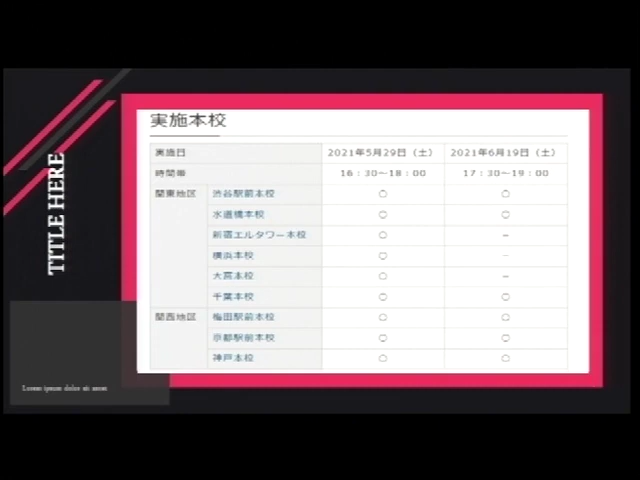 TITLE HERE
Lorem ipsum dolor sit amet
実施本校
実施日 2021年5月29日（土） 2021年6月19日（土）
時間帯 16：30～18：00 17：30～19：00
関東地区 渋谷駅前本校 ○ ○
水道橋本校 ○ ○
新宿エルタワー本校 ○ －
横浜本校 ○ －
大宮本校 ○ －
千葉本校 ○ ○
関西地区 梅田駅前本校 ○ ○
京都駅前本校 ○ ○
神戸本校 ○ ○